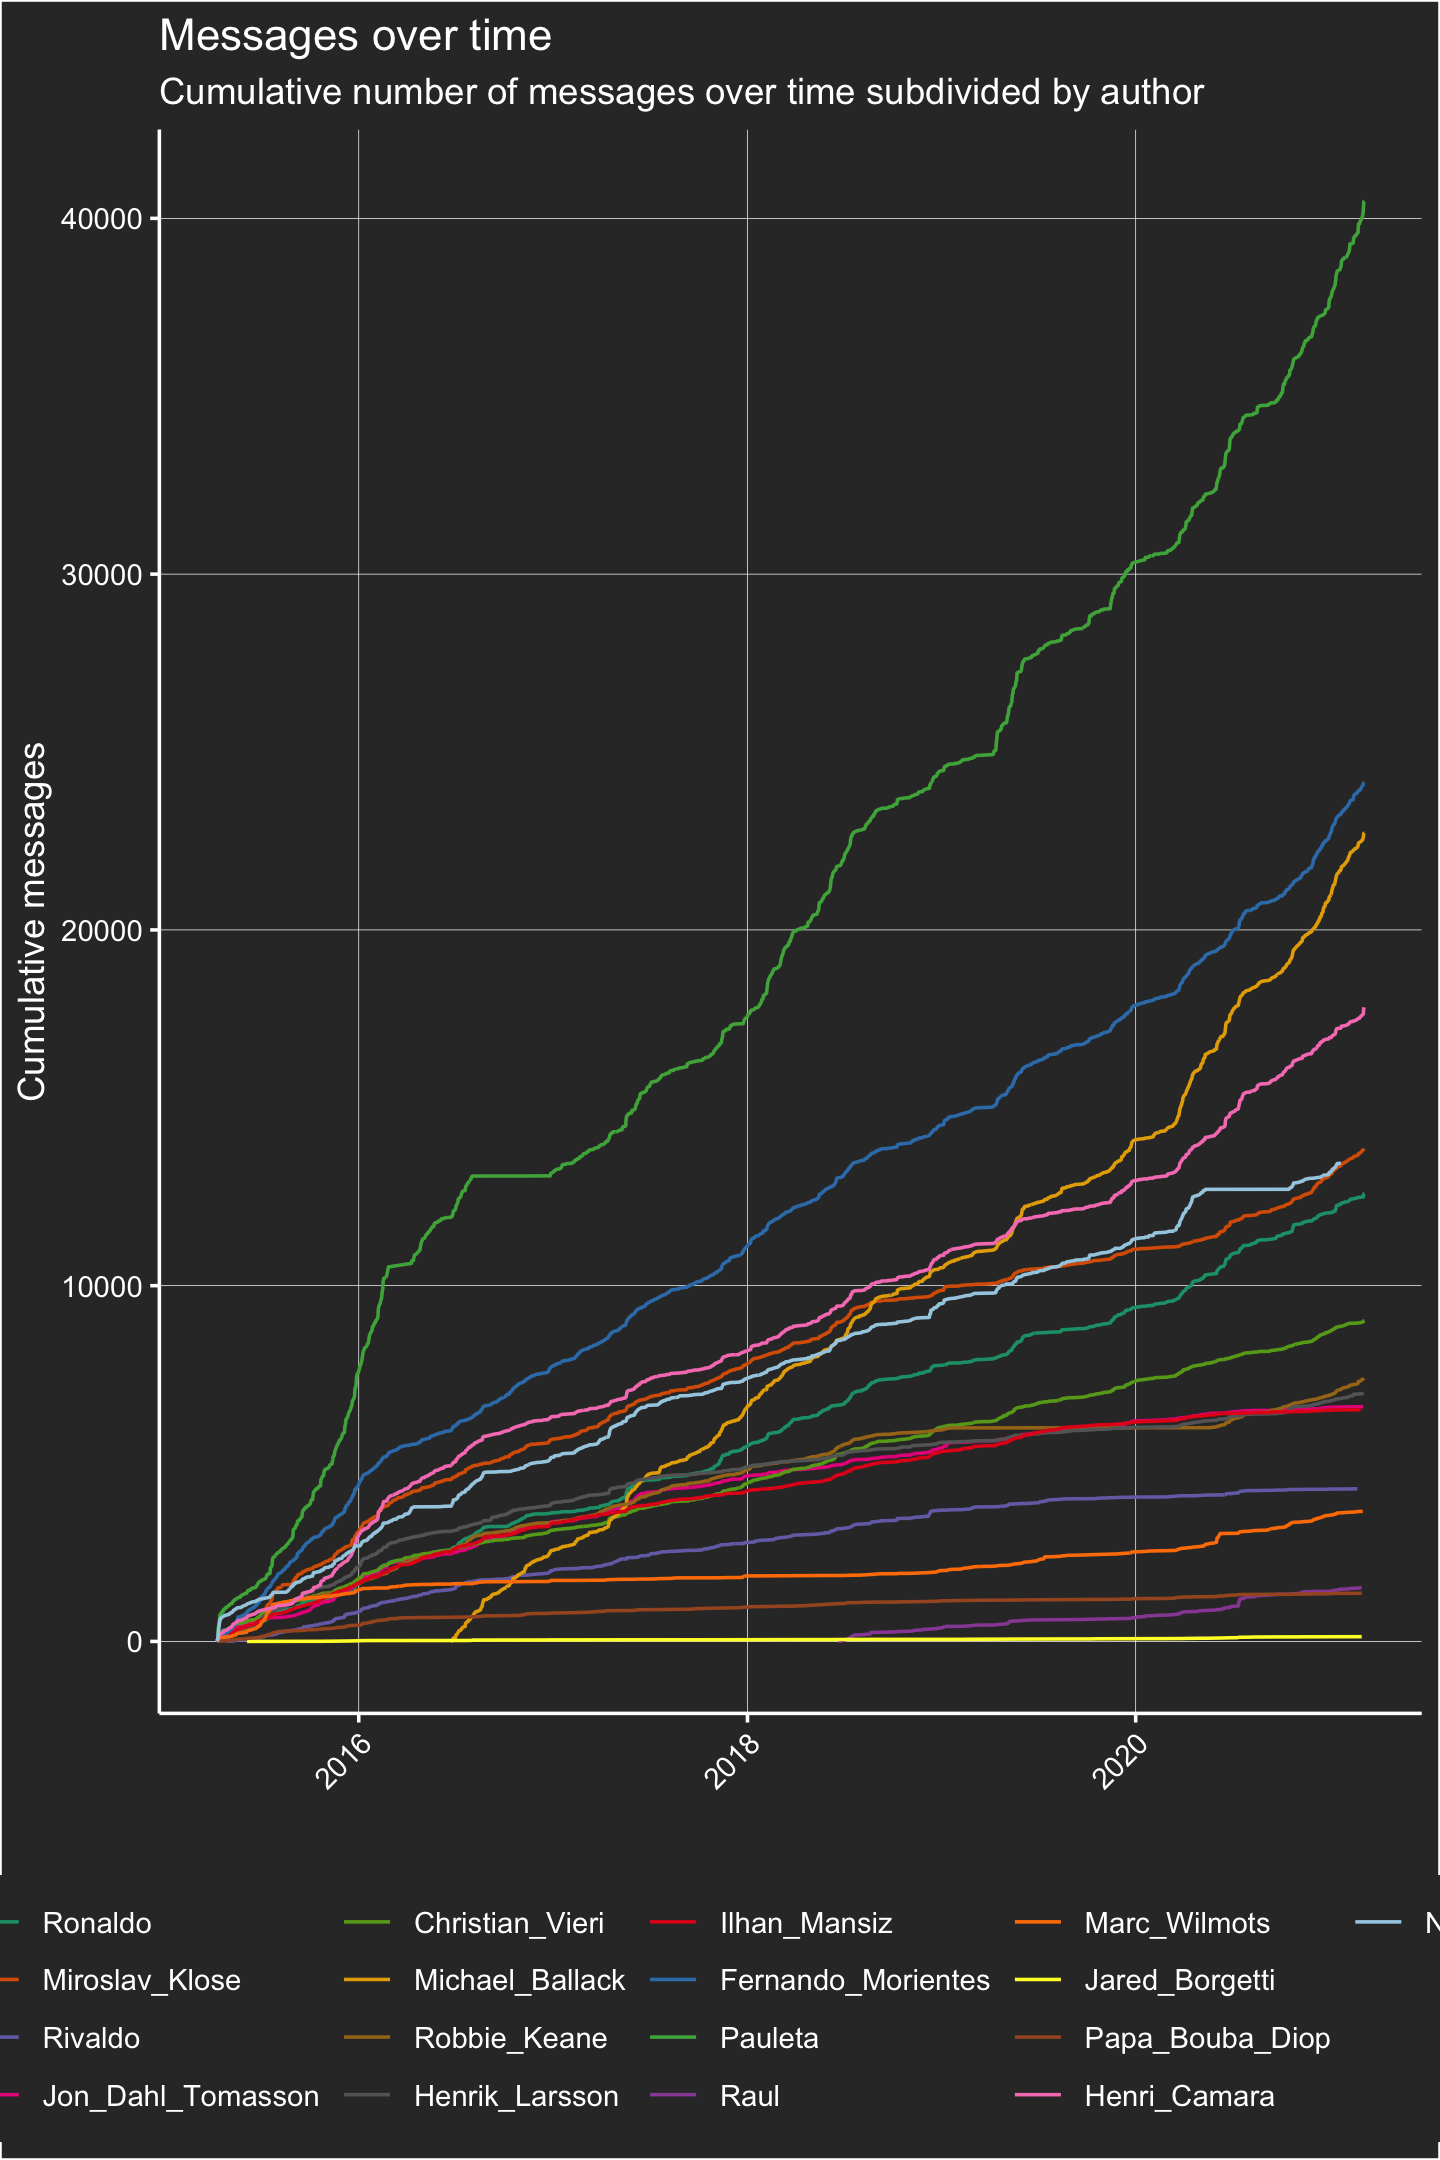 Messages over time
Cumulative number of messages over time subdivided by author
Cumulative messages
40000
30000
20000
10000
0
2016
2018
2020
Ronaldo
Christian_Vieri
Ilhan_Mansiz
Marc_Wilmots
Miroslav_Klose
Michael_Ballack
Fernando_Morientes
Jared_Borgetti
Rivaldo
Robbie_Keane
Pauleta
Papa_Bouba_Diop
Jon_Dahl_Tomasson
Henrik_Larsson
Raul
Henri_Camara